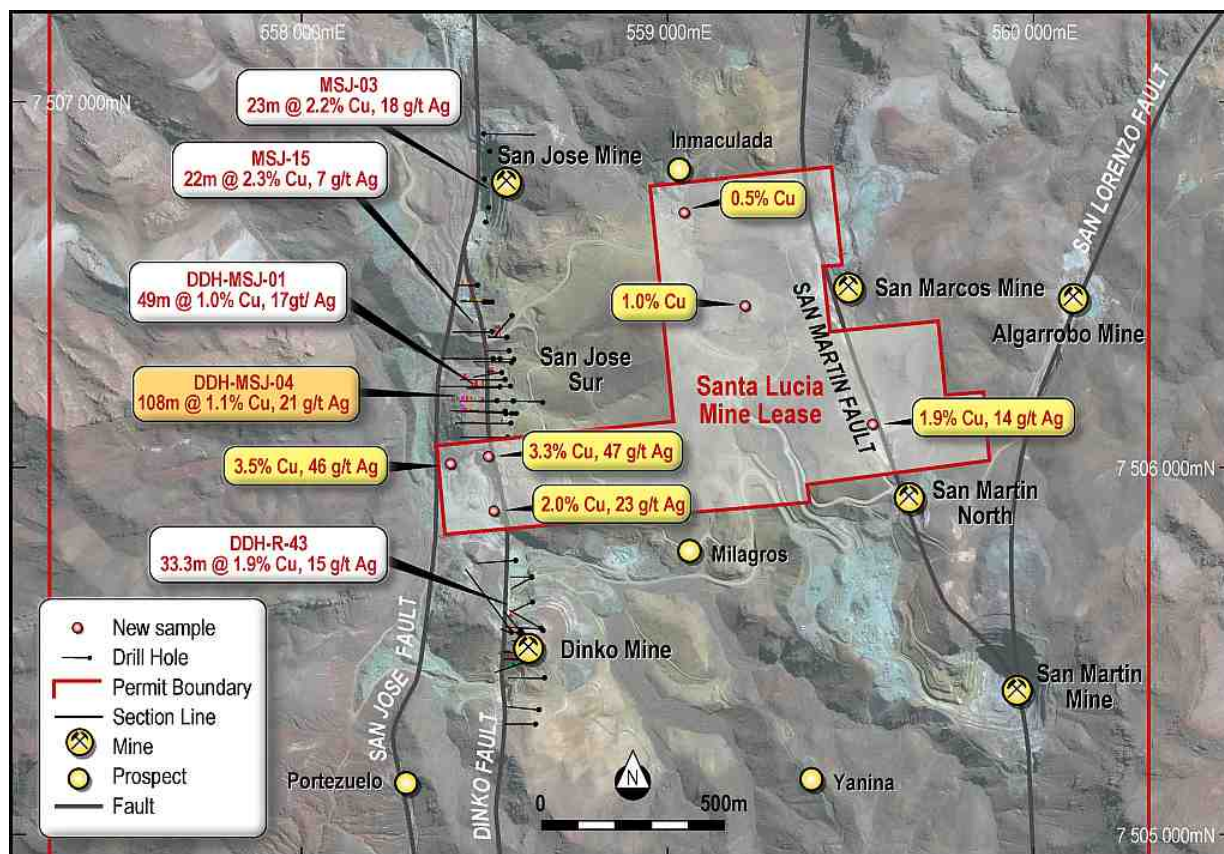 558 000mE
559 000mE
560 000mE
7 507 000mN
MSJ-03
23m @ 2.2% Cu, 18 g/t Ag
San Jose Mine
Inmaculada
SAN LORENZO FAULT
MSJ-15
22m @ 2.3% Cu, 7 g/t Ag
0.5% Cu
DDH-MSJ-01
49m @ 1.0% Cu, 17gt/ Ag
1.0% Cu
SAN MARTIN FAULT
San Marcos Mine
Algarrobo Mine
San Jose
Sur
DDH-MSJ-04
108m @ 1.1% Cu, 21 g/t Ag
Santa Lucia
Mine Lease
1.9% Cu, 14 g/t Ag
3.5% Cu, 46 g/t Ag
3.3% Cu, 47 g/t Ag
7 506 000mN
2.0% Cu, 23 g/t Ag
San Martin
North
DDH-R-43
33.3m @ 1.9% Cu, 15 g/t Ag
Milagros
New sample
Drill Hole
Permit Boundary
Section Line
Mine
Prospect
Fault
SAN JOSE FAULT
DINKO FAULT
Dinko Mine
San Martin
Mine
Portezuelo
N
Yanina
0
500m
7 505 000mN